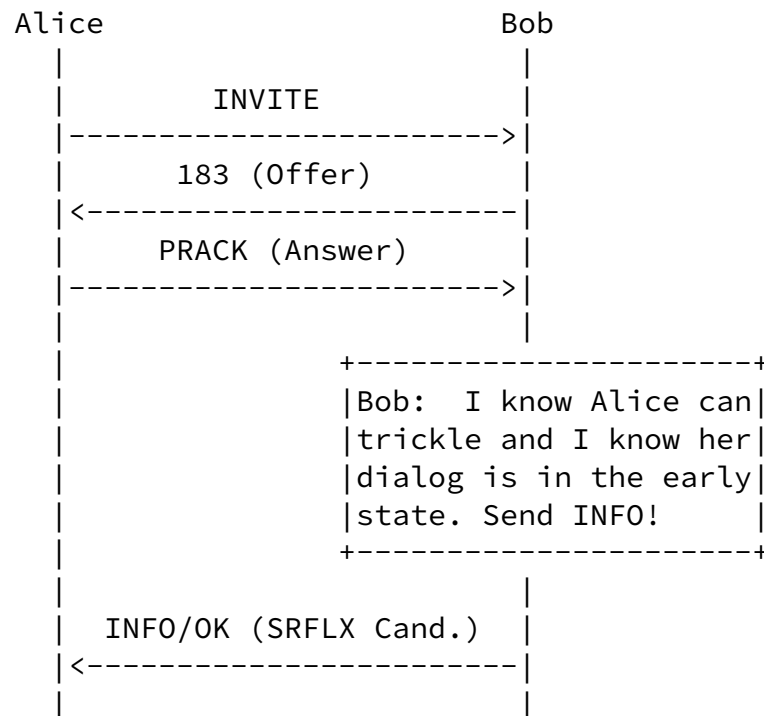 Alice Bob
INVITE
183 (Offer)
PRACK (Answer)
Bob: I know Alice can
trickle and I know her
dialog is in the early
state. Send INFO!
INFO/OK (SRFLX Cand.)